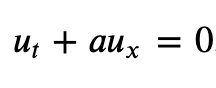 u_t + au_x = 0.